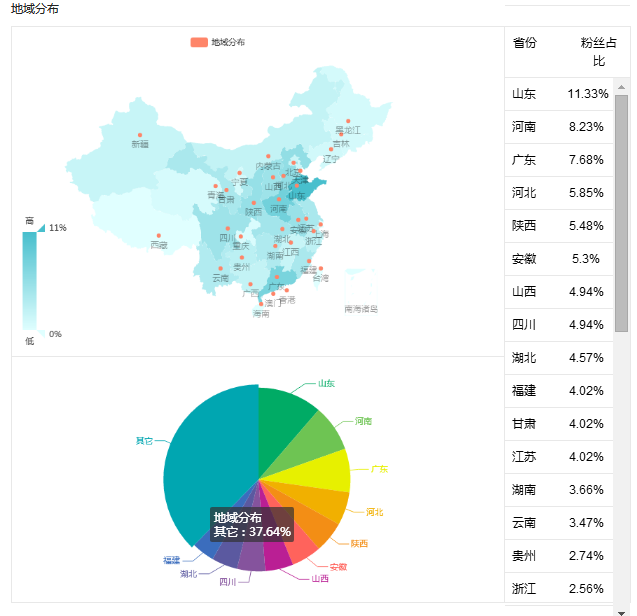 地域分布
地域分布
新疆
黑龙江
吉林
辽宁
内蒙古
北京
天津
宁夏
山西
河北
青海
甘肃
山东
陕西
河南
西藏
四川
重庆
湖北
安徽
江苏
上海
浙江
湖南
江西
贵州
云南
福建
台湾
广西
广东
澳门
香港
海南
南海诸岛
高
11%
0%
低
山东
河南
广东
河北
陕西
安徽
山西
四川
湖北
福建
其它
地域分布
其它 : 37.64%
省份 粉丝占
比
山东 11.33%
河南 8.23%
广东 7.68%
河北 5.85%
陕西 5.48%
安徽 5.3%
山西 4.94%
四川 4.94%
湖北 4.57%
福建 4.02%
甘肃 4.02%
江苏 4.02%
湖南 3.66%
云南 3.47%
贵州 2.74%
浙江 2.56%